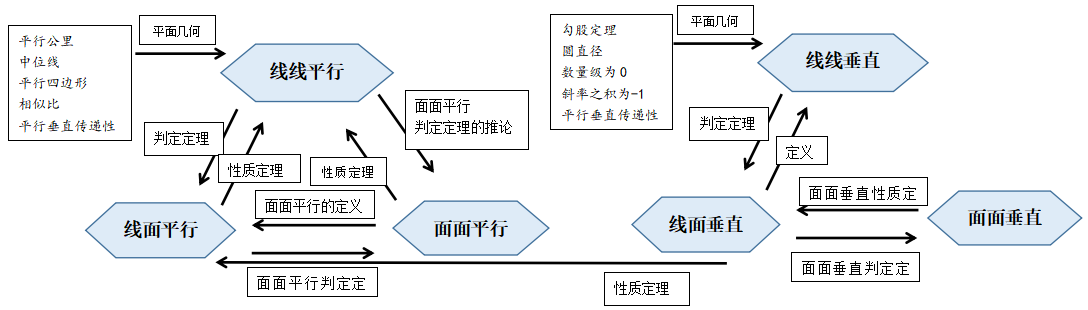 平行公里
中位线
平行四边形
相似比
平行垂直传递性
平面几何
线线平行
判定定理
性质定理
性质定理
面面平行
判定定理的推论
线面平行
面面平行的定义
面面平行
面面平行判定定
勾股定理
圆直径
数量级为0
斜率之积为-1
平行垂直传递性
平面几何
线线垂直
判定定理
定义
线面垂直
面面垂直性质定
面面垂直
面面垂直判定定
性质定理